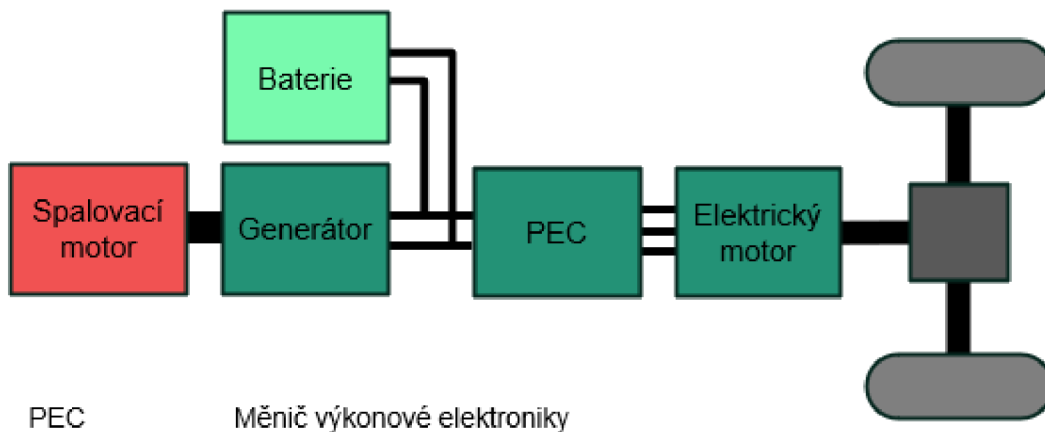 Baterie
Spalovací
motor
Generátor
PEC
Elektrický
motor
PEC Měnič výkonové elektroniky